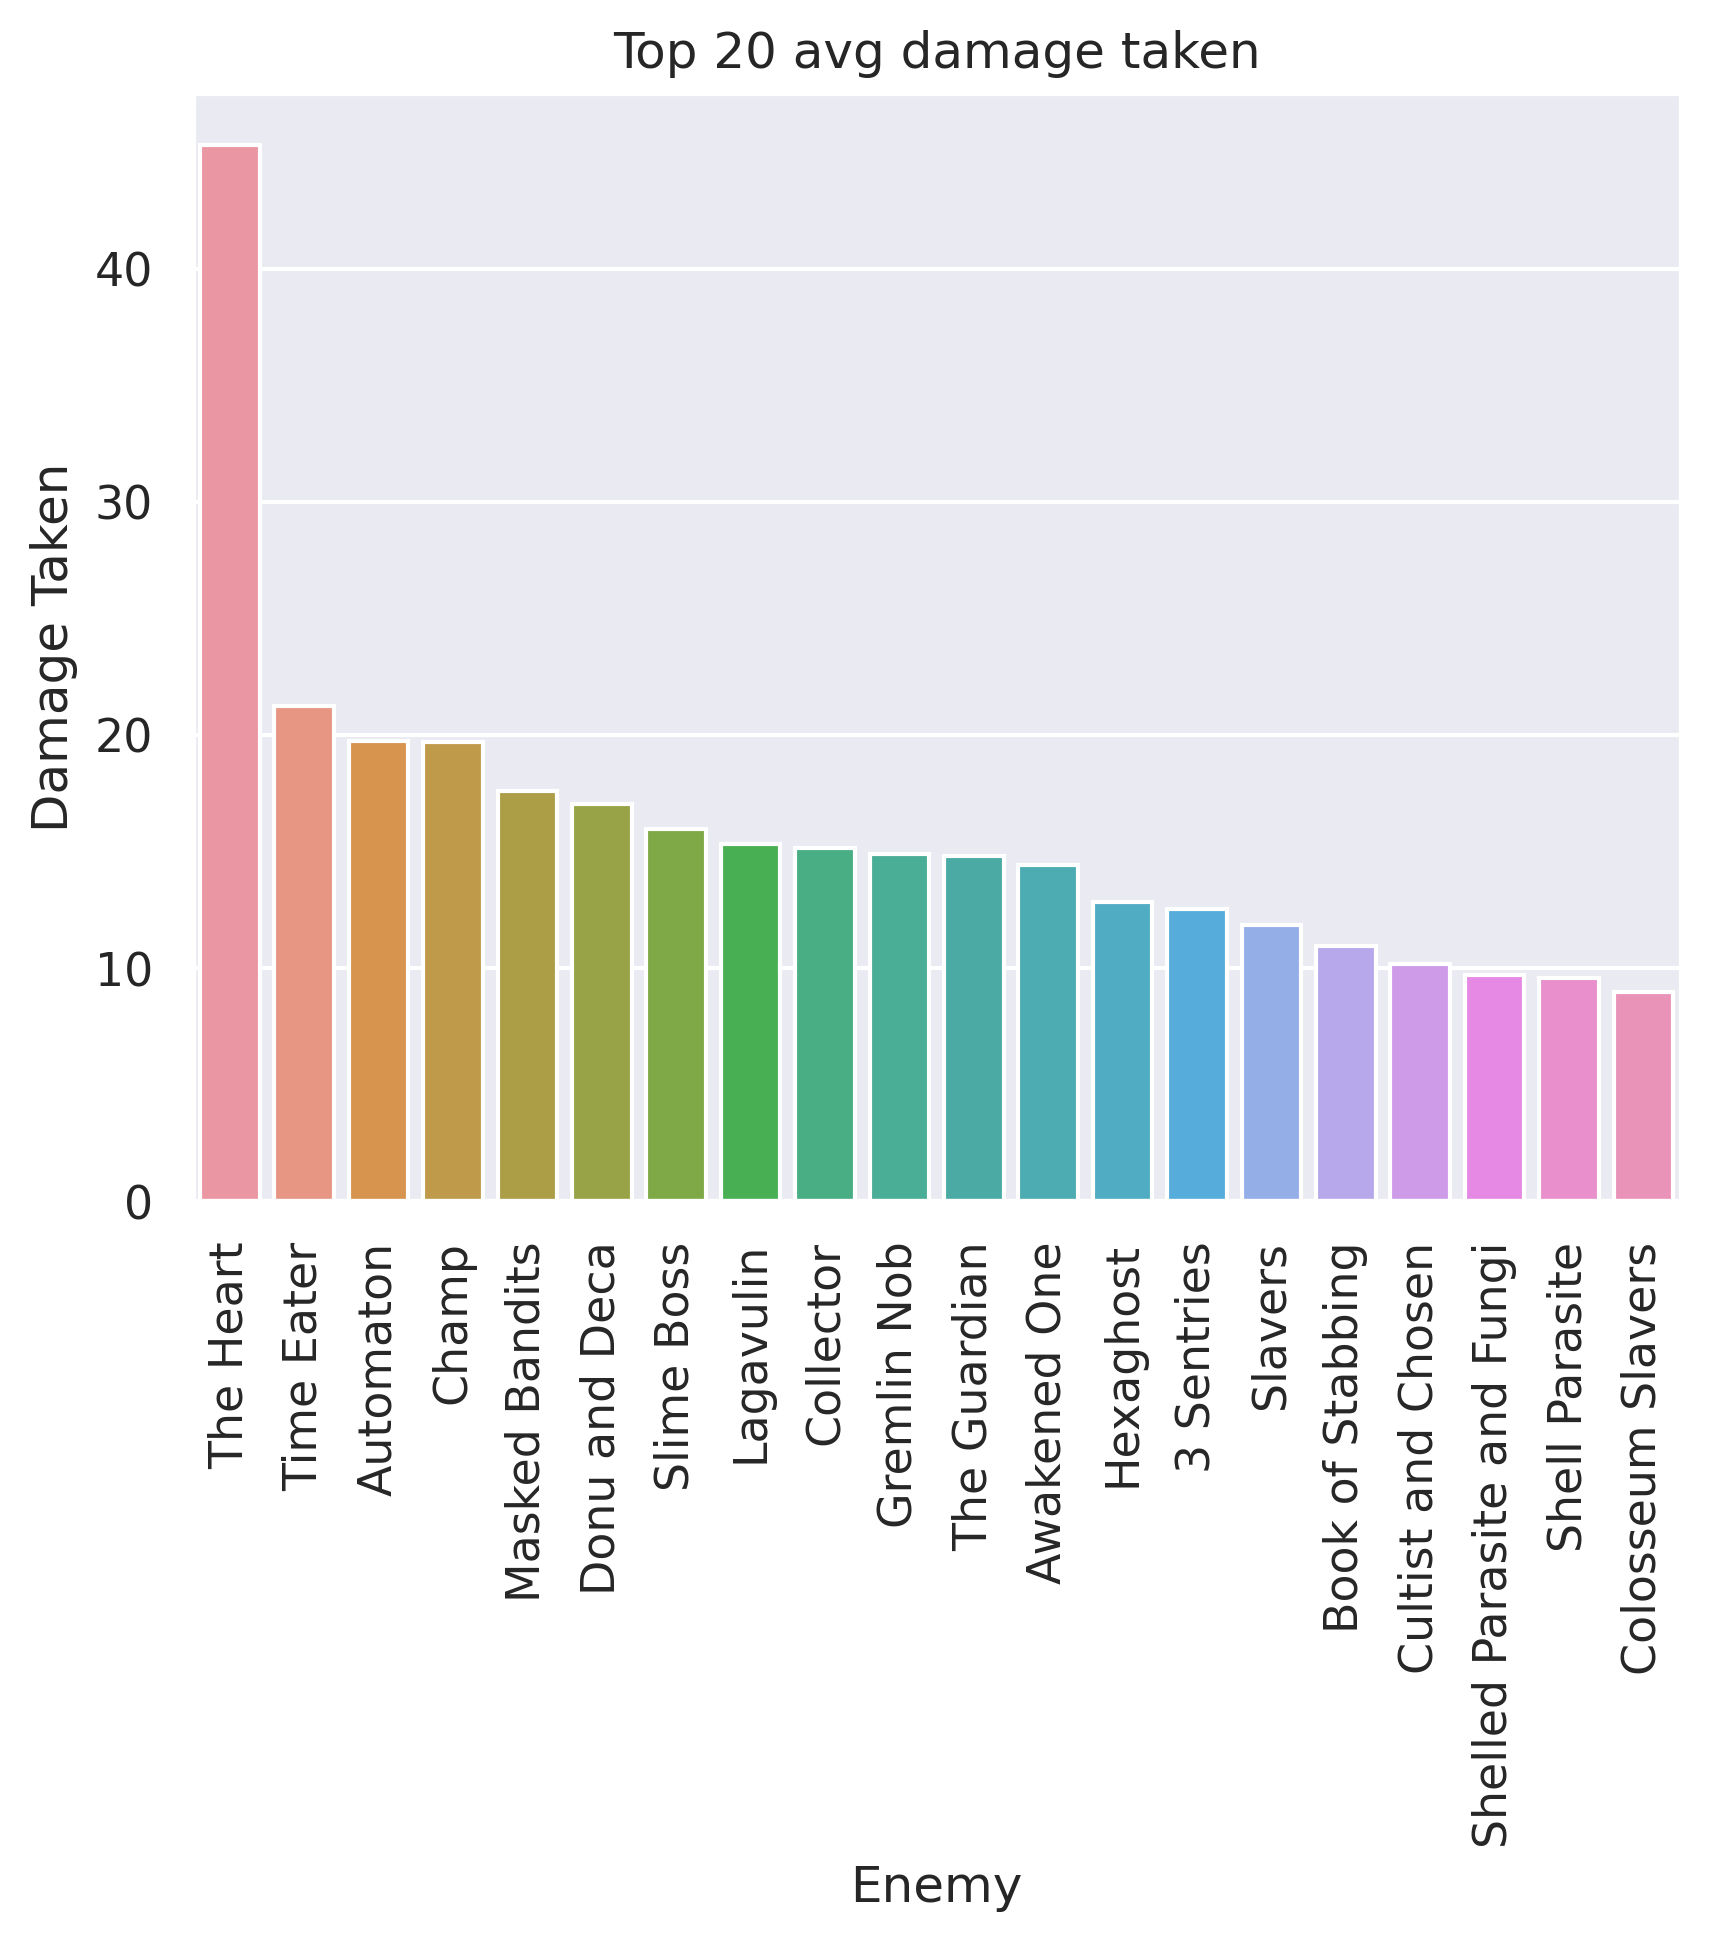 Top 20 avg damage taken
Damage Taken
40
30
20
10
0
The Heart
Time Eater
Automaton
Champ
Masked Bandits
Donu and Deca
Slime Boss
Lagavulin
Collector
Gremlin Nob
The Guardian
Awakened One
Hexaghost
3 Sentries
Slavers
Book of Stabbing
Cultist and Chosen
Shelled Parasite and Fungi
Shell Parasite
Colosseum Slavers
Enemy